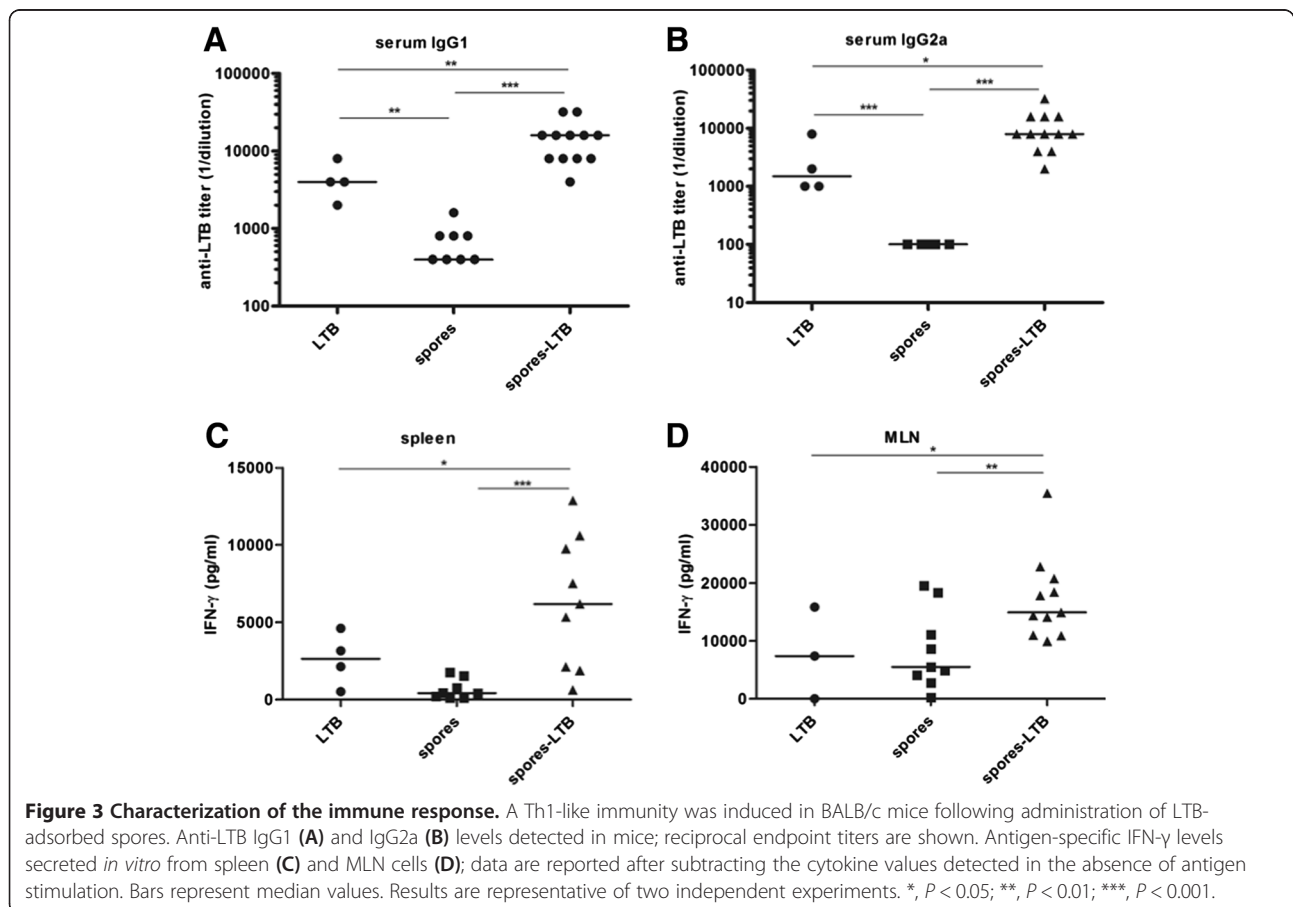 A
serum IgG1
**
**
***
anti-LTB titer (1/dilution)
100000
10000
1000
100
LTB
spores
spores-LTB
B
serum IgG2a
*
***
***
anti-LTB titer (1/dilution)
100000
10000
1000
100
10
LTB
spores
spores-LTB
C
spleen
*
***
IFN-γ (pg/ml)
15000
10000
5000
0
LTB
spores
spores-LTB
D
MLN
*
**
IFN-γ (pg/ml)
40000
30000
20000
10000
0
LTB
spores
spores-LTB
Figure 3 Characterization of the immune response. A Th1-like immunity was induced in BALB/c mice following administration of LTB-
adsorbed spores. Anti-LTB IgG1 (A) and IgG2a (B) levels detected in mice; reciprocal endpoint titers are shown. Antigen-specific IFN-γ levels
secreted in vitro from spleen (C) and MLN cells (D); data are reported after subtracting the cytokine values detected in the absence of antigen
stimulation. Bars represent median values. Results are representative of two independent experiments. *, P < 0.05; **, P < 0.01; ***, P < 0.001.